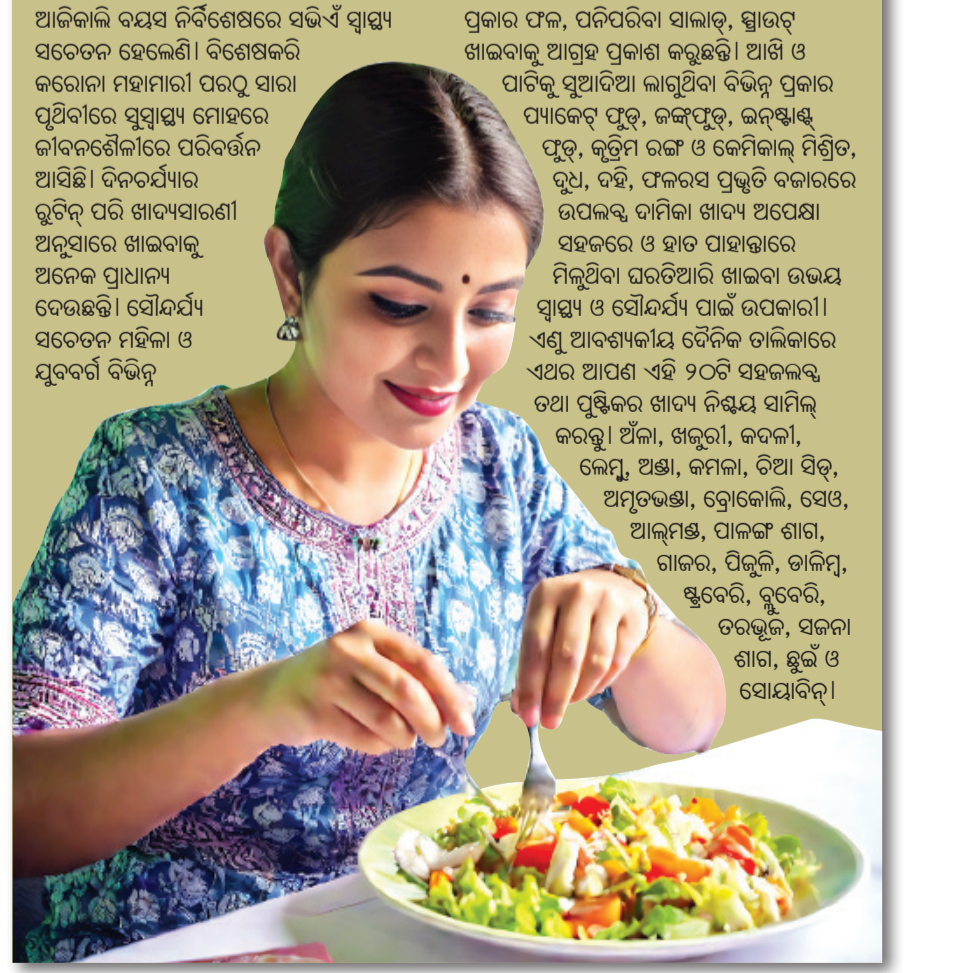 ଆଜିକାଲି ବୟସ ନିର୍ବିଶେଷରେ ସଭିଏଁ ସ୍ୱାସ୍ଥ୍ୟ
ସଚେତନ ହେଲେଣି। ବିଶେଷକରି
କରୋନା ମହାମାରୀ ପରଠୁ ସାରା
ପୃଥିବୀରେ ସୁସ୍ୱାସ୍ଥ୍ୟ ମୋହରେ
ଜୀବନଶୈଳୀରେ ପରିବର୍ତ୍ତନ
ଆସିଛି। ଦିନଚର୍ଯ୍ୟାର
ରୁଟିନ୍ ପରି ଖାଦ୍ୟସାରଣୀ
ଅନୁସାରେ ଖାଇବାକୁ
ଅନେକ ପ୍ରାଧାନ୍ୟ
ଦେଉଛନ୍ତି। ସୌନ୍ଦର୍ଯ୍ୟ
ସଚେତନ ମହିଳା ଓ
ଯୁବବର୍ଗ ବିଭିନ୍ନ
ପ୍ରକାର ଫଳ, ପନିପରିବା ସାଲାଡ୍, ସ୍ପ୍ରାଉଟ୍
ଖାଇବାକୁ ଆଗ୍ରହ ପ୍ରକାଶ କରୁଛନ୍ତି। ଆଖି ଓ
ପାଟିକୁ ସୁଆଦିଆ ଲାଗୁଥିବା ବିଭିନ୍ନ ପ୍ରକାର
ପ୍ୟାକେଟ୍ ଫୁଡ୍, ଜଙ୍କ୍‌ଫୁଡ୍, ଇନ୍‌ଷ୍ଟାଣ୍ଟ୍
ଫୁଡ୍, କୃତ୍ରିମ ରଙ୍ଗ ଓ କେମିକାଲ୍ ମିଶ୍ରିତ,
ଦୁଧ, ଦହି, ଫଳରସ ପ୍ରଭୃତି ବଜାରରେ
ଉପଲବ୍ଧ ଦାମିକା ଖାଦ୍ୟ ଅପେକ୍ଷା
ସହଜରେ ଓ ହାତ ପାହାନ୍ତାରେ
ମିଳୁଥିବା ଘରତିଆରି ଖାଇବା ଉଭୟ
ସ୍ୱାସ୍ଥ୍ୟ ଓ ସୌନ୍ଦର୍ଯ୍ୟ ପାଇଁ ଉପକାରୀ।
ଏଣୁ ଆବଶ୍ୟକୀୟ ଦୈନିକ ତାଲିକାରେ
ଏଥର ଆପଣ ଏହି ୨୦ଟି ସହଜଲବ୍ଧ
ତଥା ପୁଷ୍ଟିକର ଖାଦ୍ୟ ନିଶ୍ଚୟ ସାମିଲ୍
କରନ୍ତୁ। ଅଁଳା, ଖଜୁରୀ, କଦଳୀ,
ଲେମ୍ବୁ, ଅଣ୍ଡା, କମଳା, ଚିଆ ସିଡ୍,
ଅମୃତଭଣ୍ଡା, ବ୍ରୋକୋଲି, ସେଓ,
ଆଲ୍‌ମଣ୍ଡ, ପାଳଙ୍ଗ ଶାଗ,
ଗାଜର, ପିଜୁଳି, ଡାଳିମ୍ବ,
ଷ୍ଟ୍ରବେରି, ବ୍ଲୁବେରି,
ତରଭୂଜ, ସଜନା
ଶାଗ, ଛୁଇଁ ଓ
ସୋୟାବିନ୍।